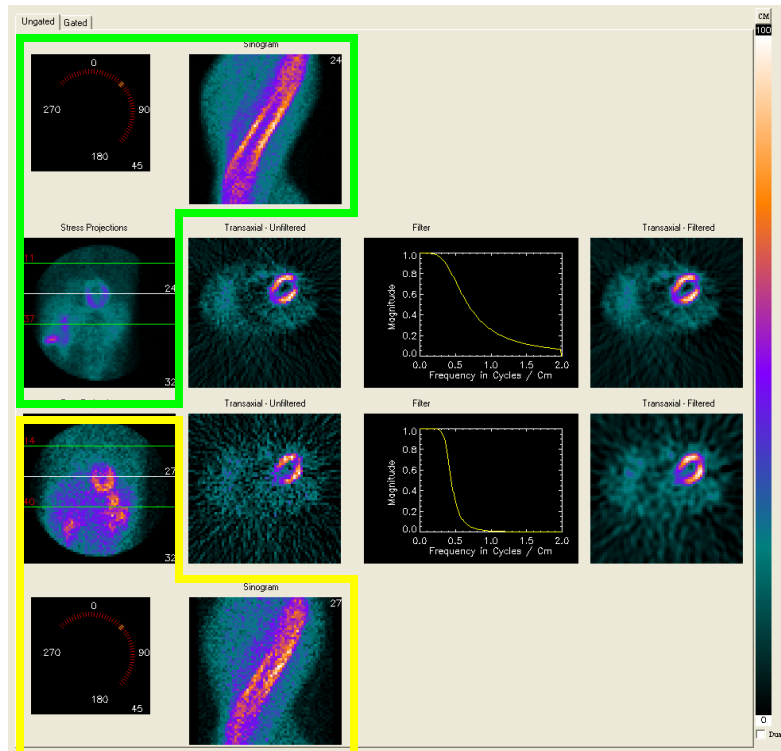 Ungated Gated
CM
100
Sinogram
0
270 90
180
45
24
Stress Projections Transaxial - Unfiltered Filter Transaxial - Filtered
11
24
37
32
1.0
0.8
0.6
0.4
0.2
0.0
Magnitude
0.0 0.5 1.0 1.5 2.0
Frequency in Cycles / Cm
Transaxial - Unfiltered Filter Transaxial - Filtered
14
27
40
32
1.0
0.8
0.6
0.4
0.2
0.0
Magnitude
0.0 0.5 1.0 1.5 2.0
Frequency in Cycles / Cm
Sinogram
0
270 90
180
45
27
0